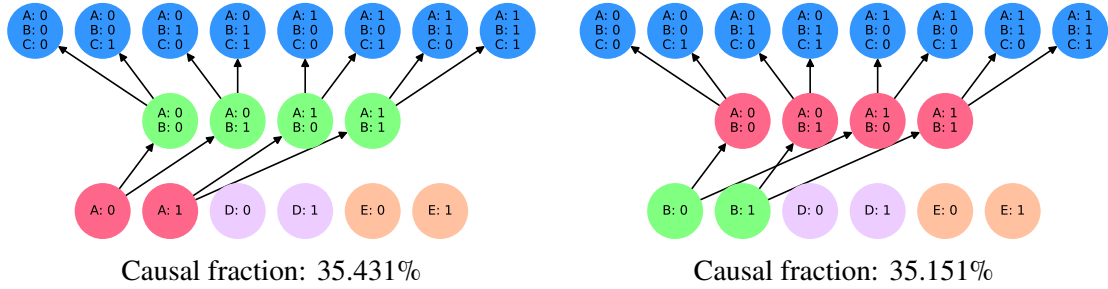 A: 0
B: 0
C: 0
A: 0
B: 0
C: 1
A: 0
B: 1
C: 0
A: 0
B: 1
C: 1
A: 1
B: 0
C: 0
A: 1
B: 0
C: 1
A: 1
B: 1
C: 0
A: 1
B: 1
C: 1
A: 0
B: 0
A: 0
B: 1
A: 1
B: 0
A: 1
B: 1
A: 0
A: 1
D: 0
D: 1
E: 0
E: 1
Causal fraction: 35.431%
A: 0
B: 0
C: 0
A: 0
B: 0
C: 1
A: 0
B: 1
C: 0
A: 0
B: 1
C: 1
A: 1
B: 0
C: 0
A: 1
B: 0
C: 1
A: 1
B: 1
C: 0
A: 1
B: 1
C: 1
A: 0
B: 0
A: 0
B: 1
A: 1
B: 0
A: 1
B: 1
B: 0
B: 1
D: 0
D: 1
E: 0
E: 1
Causal fraction: 35.151%